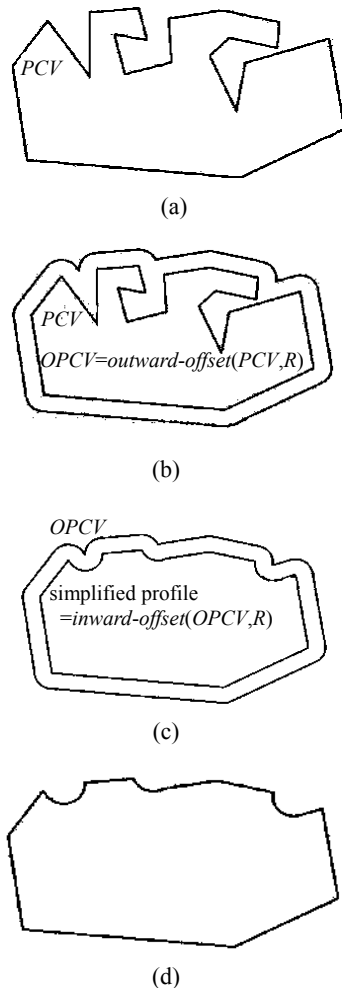 PCV
(a)
PCV
OPCV=outward-offset(PCV,R)
(b)
OPCV
simplified profile
=inward-offset(OPCV,R)
(c)
(d)